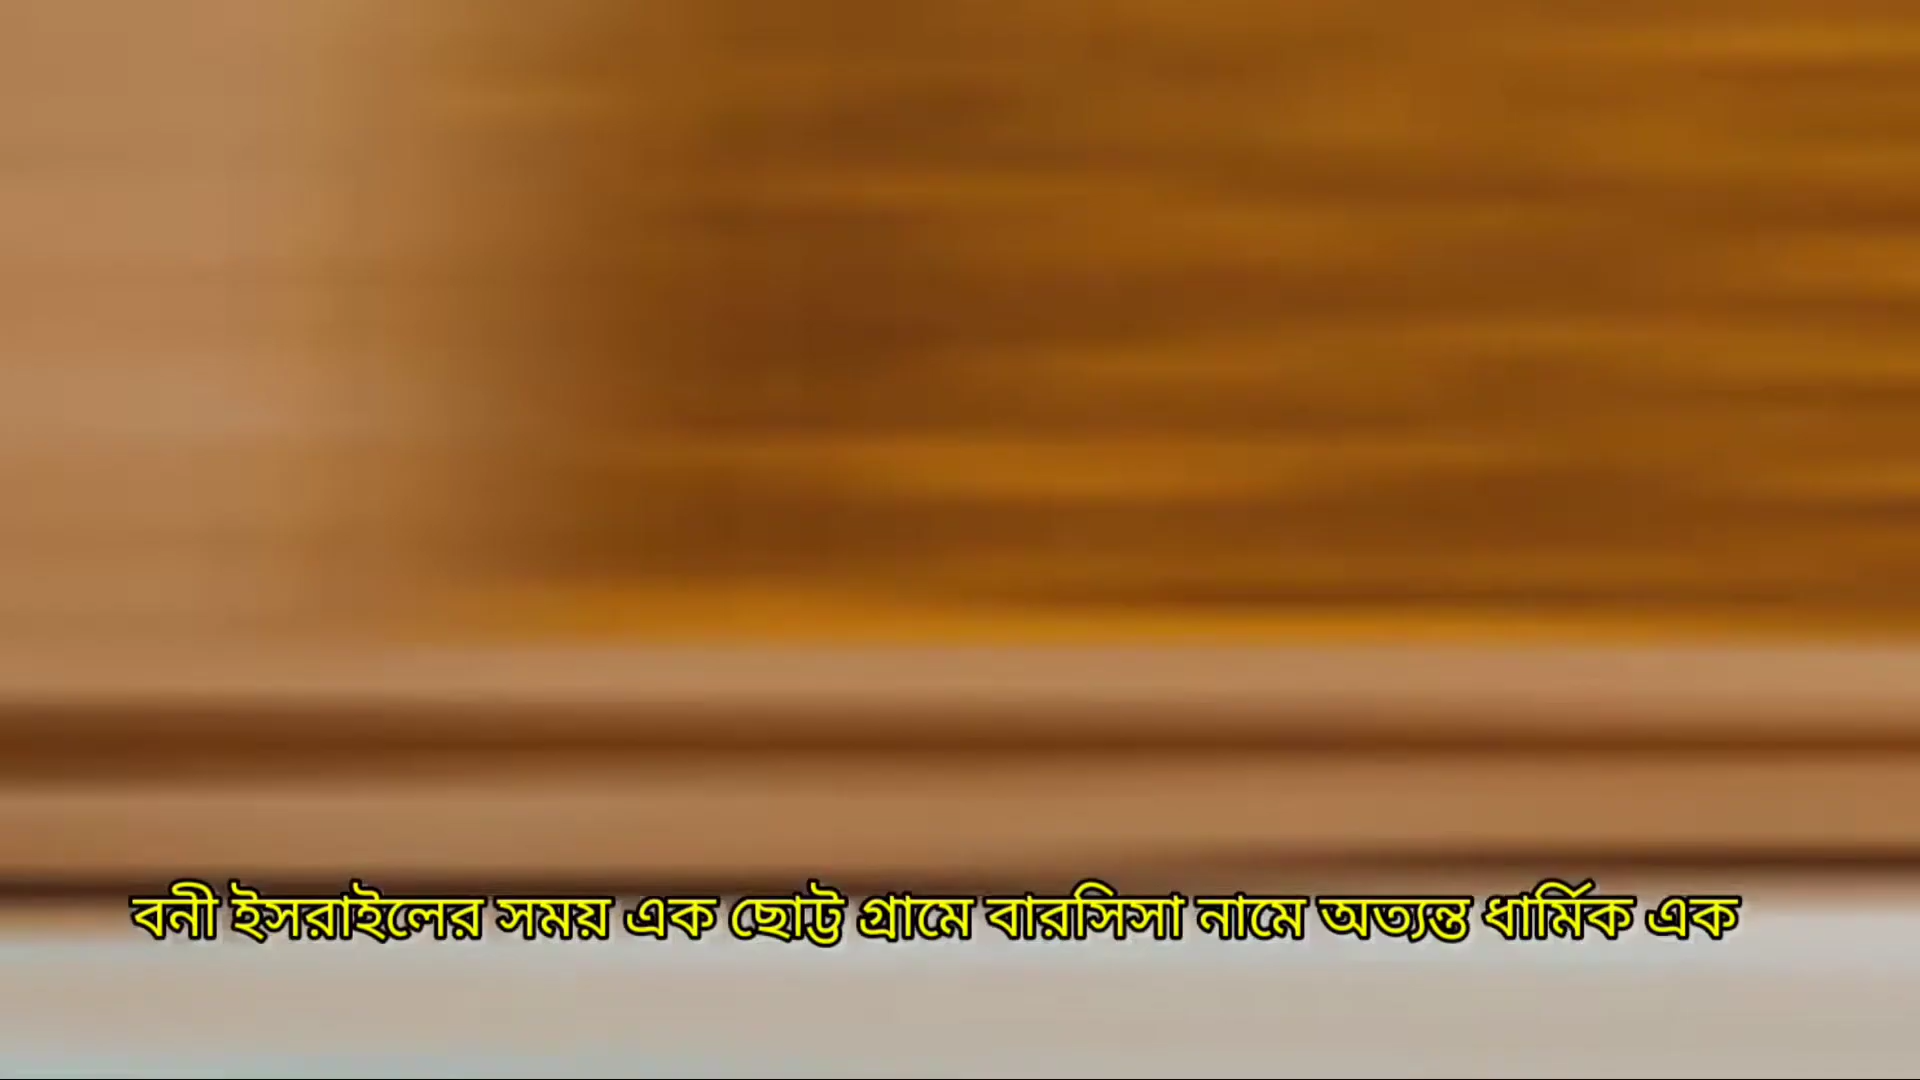 বনী ইসরাইলের সময় এক ছোট্ট গ্রামে বারসিসা নামে অত্যন্ত ধার্মিক এক